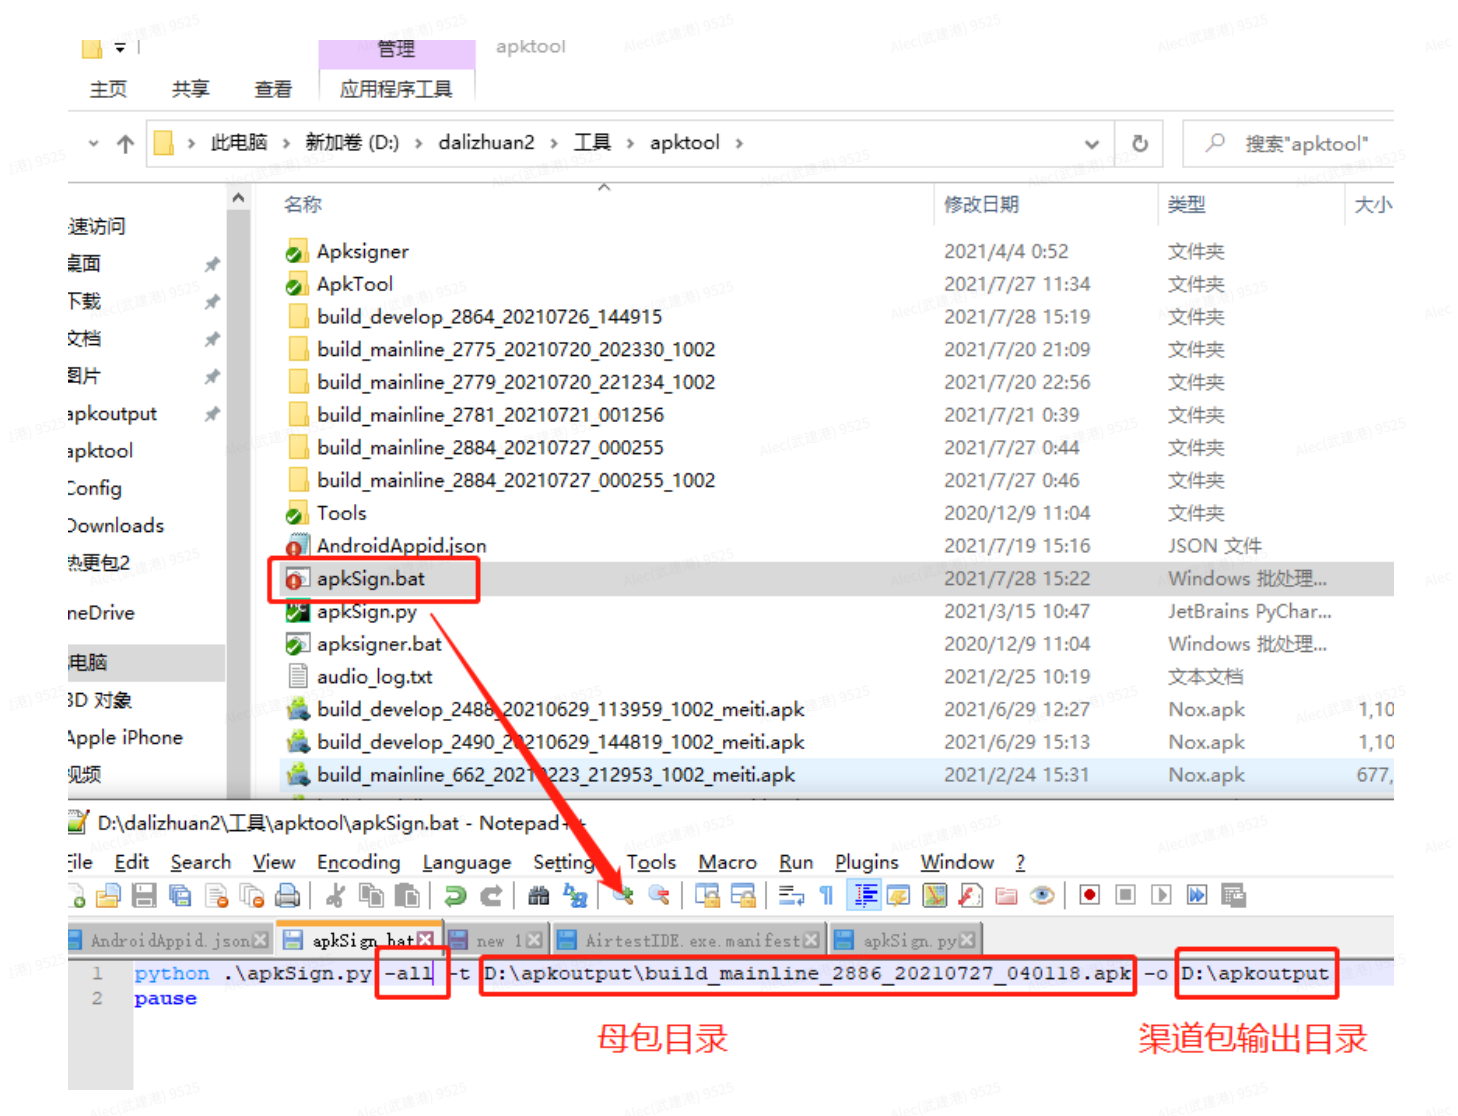 管理 apktool
主页 共享 查看 应用程序工具
此电脑 新加卷 (D:) dalizhuan2 工具 apktool 搜索"apktool"
名称 修改日期 类型 大小
速访问
Apksigner 2021/4/4 0:52 文件夹
桌面
ApkTool 2021/7/27 11:34 文件夹
下载
build_develop_2864_20210726_144915 2021/7/28 15:19 文件夹
文档
build_mainline_2775_20210720_202330_1002 2021/7/20 21:09 文件夹
图片
build_mainline_2779_20210720_221234_1002 2021/7/20 22:56 文件夹
apkoutput
build_mainline_2781_20210721_001256 2021/7/21 0:39 文件夹
apktool
build_mainline_2884_20210727_000255 2021/7/27 0:44 文件夹
Config
build_mainline_2884_20210727_000255_1002 2021/7/27 0:46 文件夹
Downloads
Tools 2020/12/9 11:04 文件夹
热更包2
AndroidAppid.json 2021/7/19 15:16 JSON 文件
apkSign.bat 2021/7/28 15:22 Windows 批处理...
neDrive
apkSign.py 2021/3/15 10:47 JetBrains PyChar...
apksigner.bat 2020/12/9 11:04 Windows 批处理...
电脑
audio_log.txt 2021/2/25 10:19 文本文档
3D 对象
build_develop_2488_20210629_113959_1002_meiti.apk 2021/6/29 12:27 Nox.apk 1,10
Apple iPhone
build_develop_2490_20210629_144819_1002_meiti.apk 2021/6/29 15:13 Nox.apk 1,10
视频
build_mainline_662_20210223_212953_1002_meiti.apk 2021/2/24 15:31 Nox.apk 677,
D:\dalizhuan2\工具\apktool\apkSign.bat - Notepad++
File Edit Search View Encoding Language Setting Tools Macro Run Plugins Window ?
AndroidAppid.json apkSign.bat new 1 AirtestIDE.exe.manifest apkSign.py
1 python .\apkSign.py -all -t D:\apkoutput\build_mainline_2886_20210727_040118.apk -o D:\apkoutput
2 pause
母包目录 渠道包输出目录
Alec(武建港) 9525